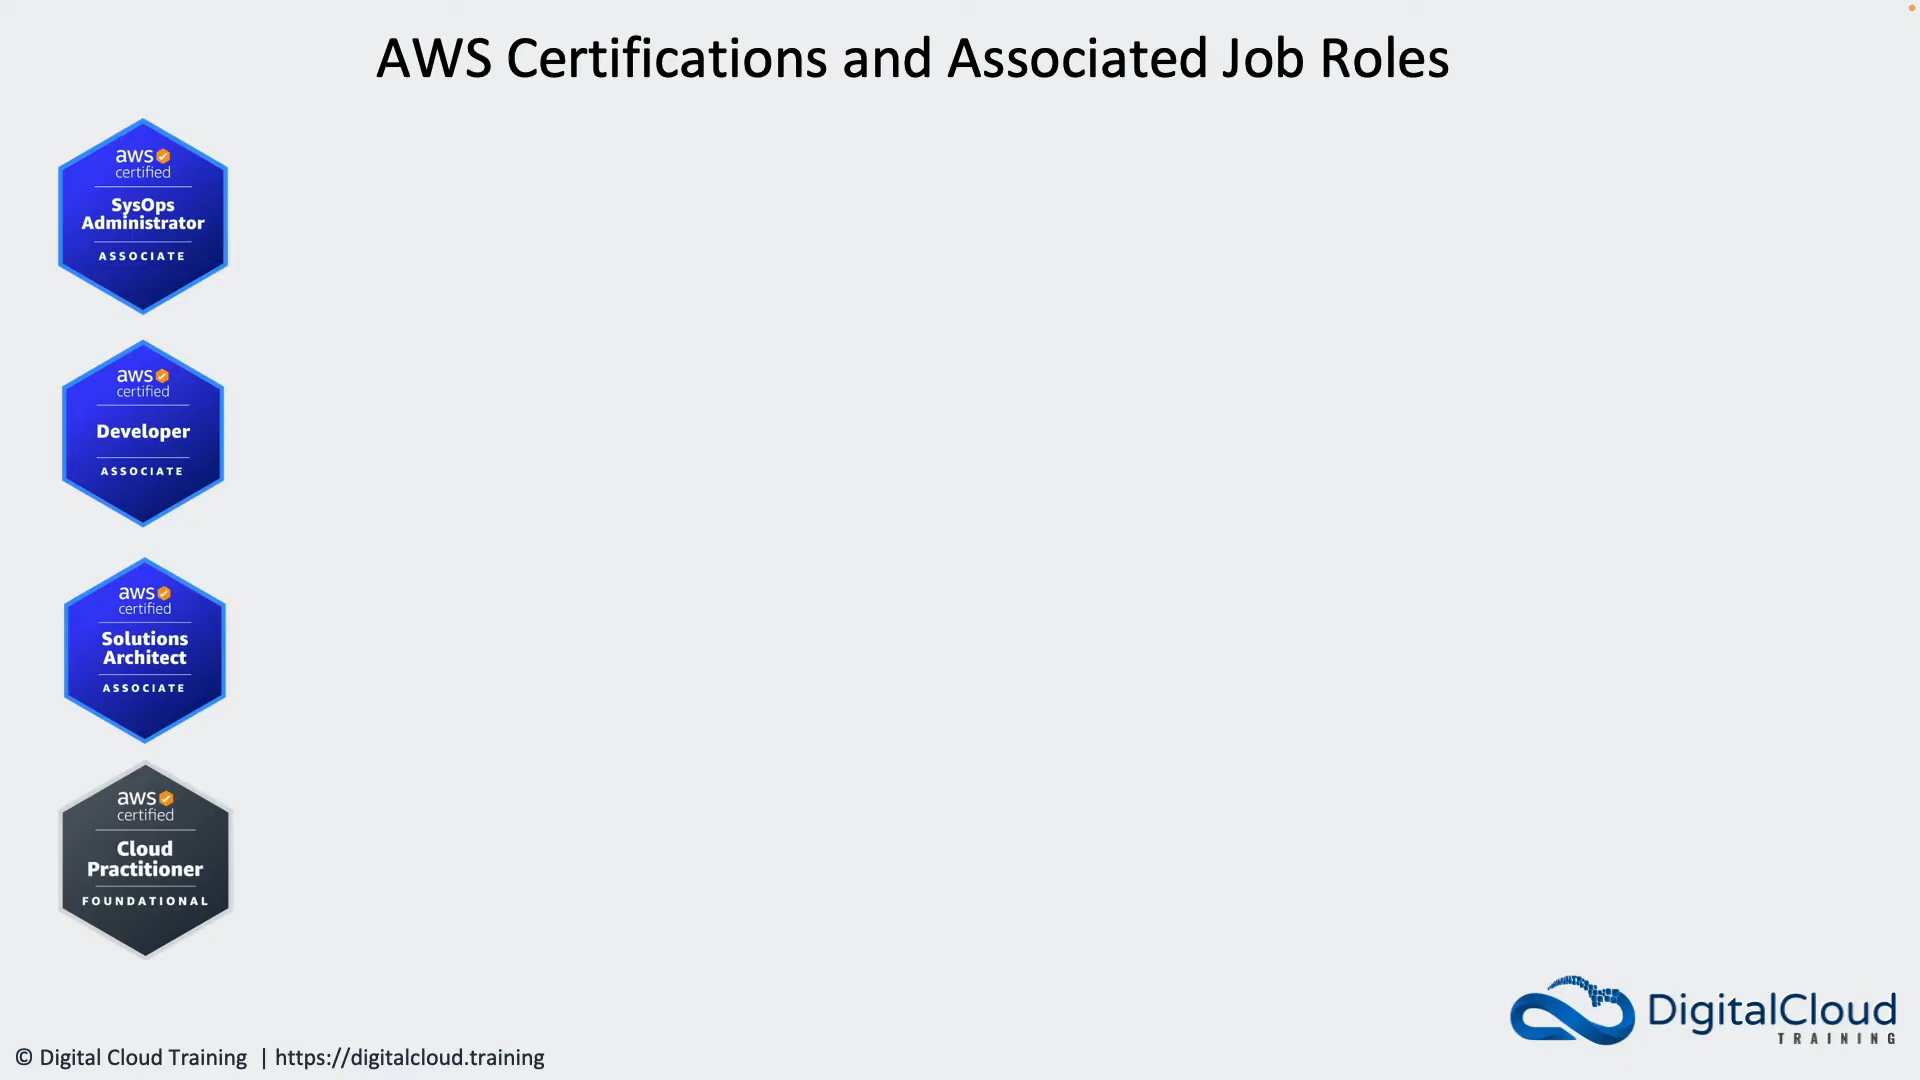 AWS Certifications and Associated Job Roles
aws
certified
SysOps
Administrator
ASSOCIATE
aws
certified
Developer
ASSOCIATE
aws
certified
Solutions
Architect
ASSOCIATE
aws
certified
Cloud
Practitioner
FOUNDATIONAL
DigitalCloud
TRAINING
© Digital Cloud Training | https://digitalcloud.training